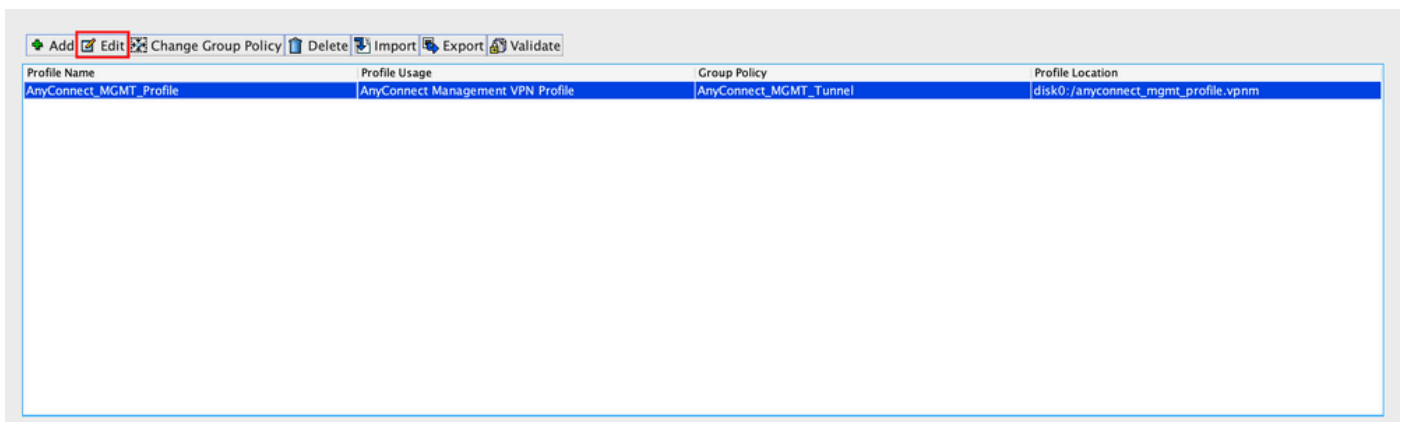 Add Edit Change Group Policy Delete Import Export Validate
Profile Name Profile Usage Group Policy Profile Location
AnyConnect_MGMT_Profile AnyConnect Management VPN Profile AnyConnect_MGMT_Tunnel disk0:/anyconnect_mgmt_profile.vpnm